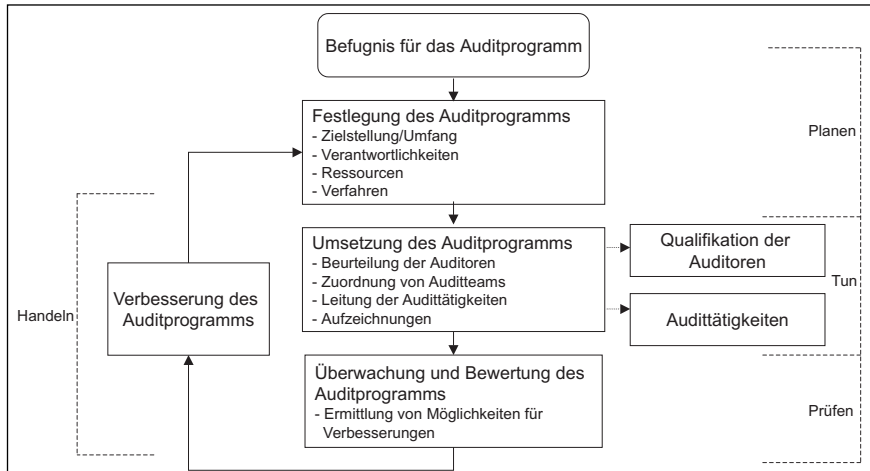 Befugnis für das Auditprogramm
Festlegung des Auditprogramms
- Zielstellung/Umfang
- Verantwortlichkeiten
- Ressourcen
- Verfahren
Planen
Umsetzung des Auditprogramms
- Beurteilung der Auditoren
- Zuordnung von Auditteams
- Leitung der Audittätigkeiten
- Aufzeichnungen
Qualifikation der
Auditoren
Audittätigkeiten
Tun
Handeln
Verbesserung des
Auditprogramms
Überwachung und Bewertung des
Auditprogramms
- Ermittlung von Möglichkeiten für
Verbesserungen
Prüfen